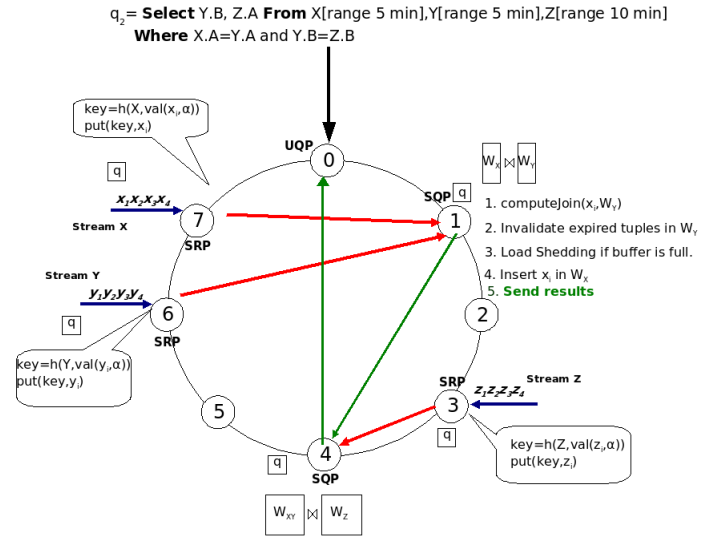 q2= Select Y.B, Z.A From X[range 5 min],Y[range 5 min],Z[range 10 min]
Where X.A=Y.A and Y.B=Z.B
key=h(X,val(xi,α))
put(key,xi)
UQP
0
WX ⋈ WY
q
x1x2x3x4
Stream X
7
SRP
SQP
q
1
1. computeJoin(xi,WY)
2. Invalidate expired tuples in WY
3. Load Shedding if buffer is full.
4. Insert xi in WX
5. Send results
Stream Y
y1y2y3y4
q
6
SRP
2
key=h(Y,val(yi,α))
put(key,yi)
SRP
3
z1z2z3z4
Stream Z
q
5
key=h(Z,val(zi,α))
put(key,zi)
q
4
SQP
WXY ⋈ WZ